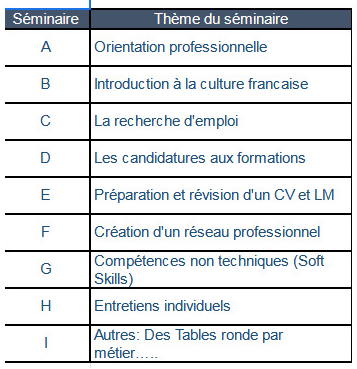 Séminaire Thème du séminaire
A Orientation professionnelle
B Introduction à la culture francaise
C La recherche d'emploi
D Les candidatures aux formations
E Préparation et révision d'un CV et LM
F Création d'un réseau professionnel
G Compétences non techniques (Soft
Skills)
H Entretiens individuels
I Autres: Des Tables ronde par
métier…..